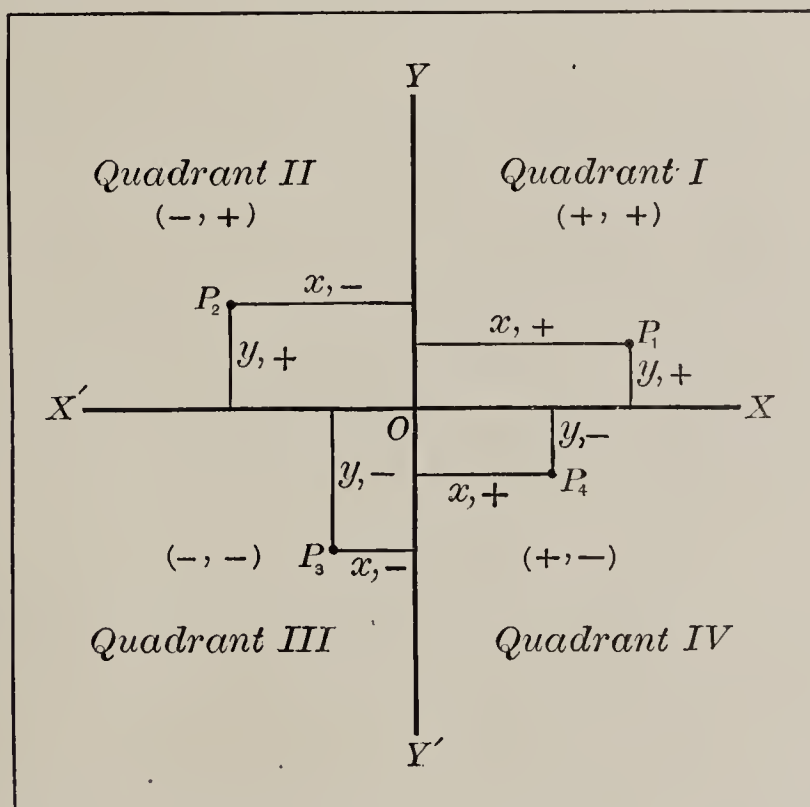 Y
Quadrant II
(−, +)
Quadrant I
(+, +)
x, −
P₂
y, +
x, +
P₁
y, +
X′
X
O
y, −
y, −
x, +
P₄
(−, −)
P₃
x, −
(+, −)
Quadrant III
Quadrant IV
Y′